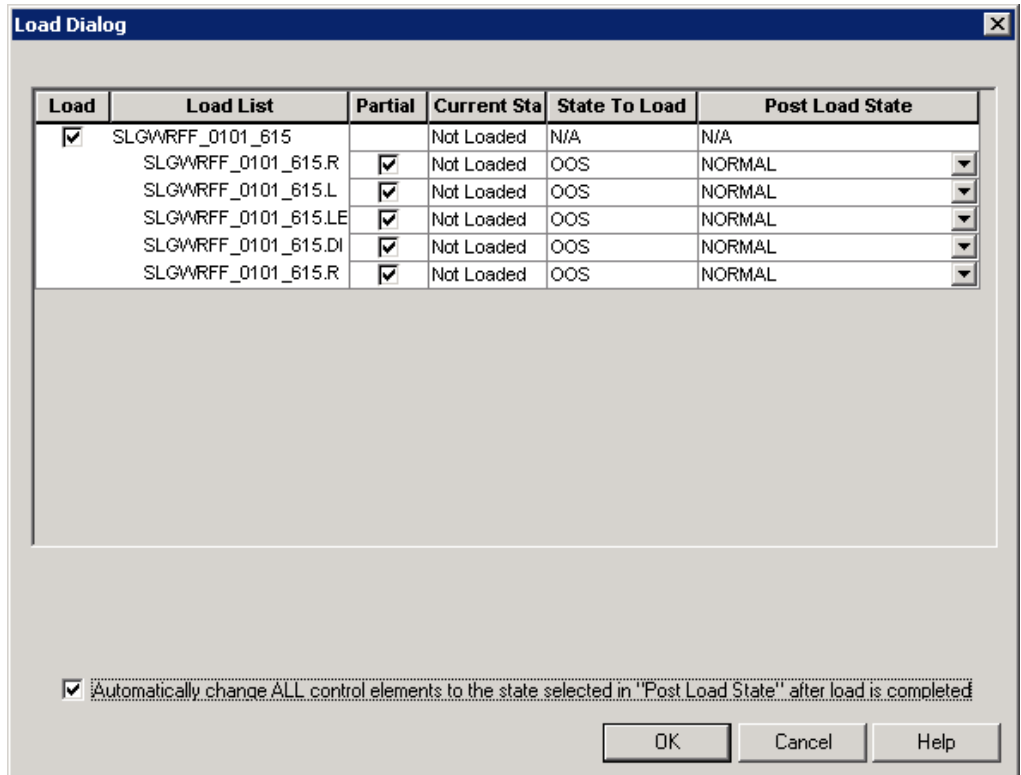 Load Dialog
Load Load List Partial Current Sta State To Load Post Load State
SLGWRFF_0101_615 Not Loaded N/A N/A
SLGWRFF_0101_615.R Not Loaded OOS NORMAL
SLGWRFF_0101_615.L Not Loaded OOS NORMAL
SLGWRFF_0101_615.LE Not Loaded OOS NORMAL
SLGWRFF_0101_615.DI Not Loaded OOS NORMAL
SLGWRFF_0101_615.R Not Loaded OOS NORMAL
Automatically change ALL control elements to the state selected in "Post Load State" after load is completed
OK Cancel Help